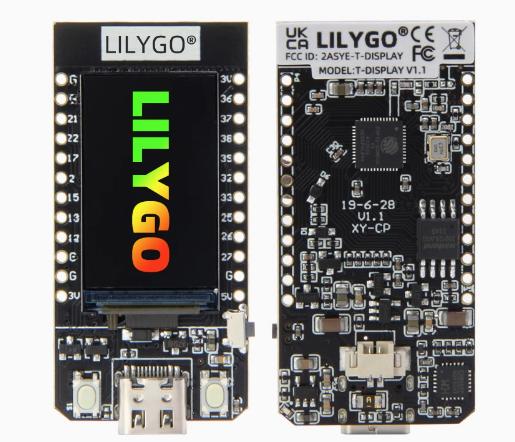 LILYGO®
G
21
22
17
2
15
13
12
G
G
3V
3V
36
37
38
39
32
33
25
26
27
G
5V
LILYGO
UK
CA
LILYGO®
CE
FCC ID: 2ASYE-T-DISPLAY
FC
MODEL:T-DISPLAY V1.1
19-6-28
V1.1
XY-CP